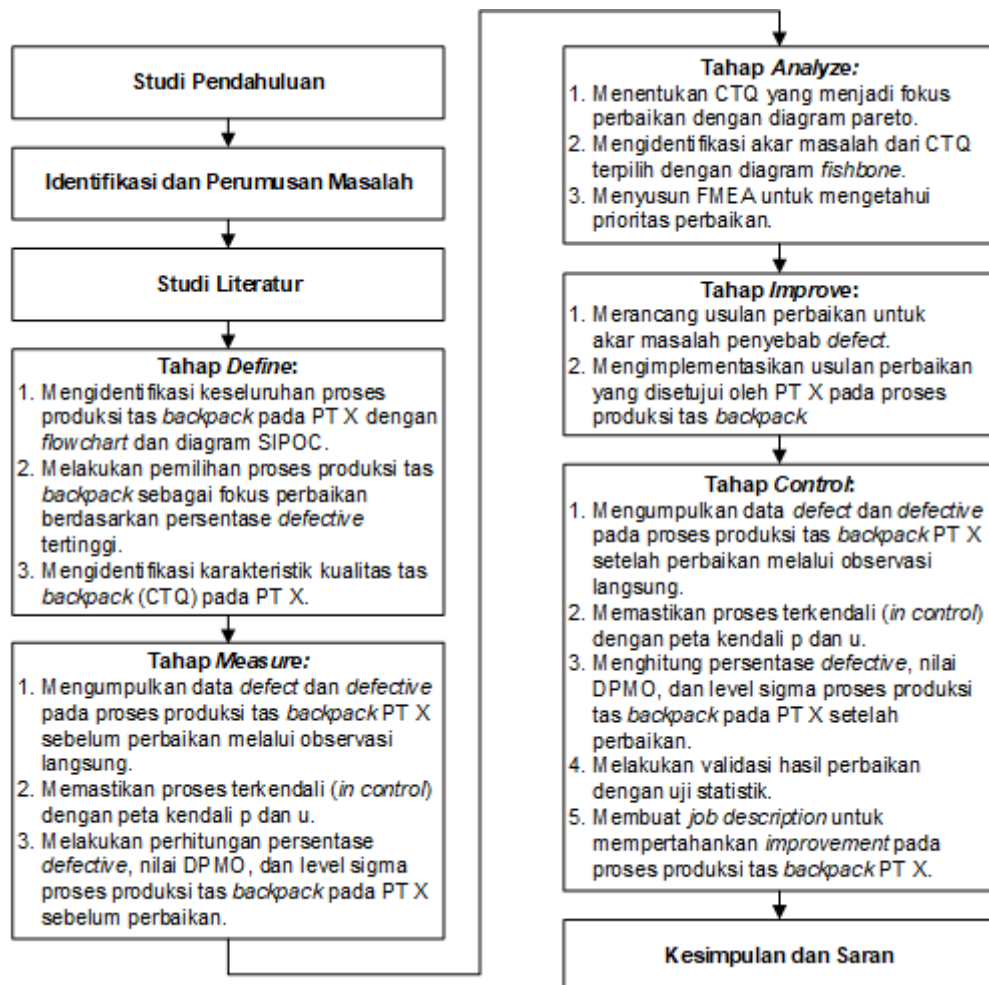 Studi Pendahuluan
Identifikasi dan Perumusan Masalah
Studi Literatur
Tahap Define:
1. Mengidentifikasi keseluruhan proses
produksi tas backpack pada PT X dengan
flowchart dan diagram SIPOC.
2. Melakukan pemilihan proses produksi tas
backpack sebagai fokus perbaikan
berdasarkan persentase defective
tertinggi.
3. Mengidentifikasi karakteristik kualitas tas
backpack (CTQ) pada PT X.
Tahap Measure:
1. Mengumpulkan data defect dan defective
pada proses produksi tas backpack PT X
sebelum perbaikan melalui observasi
langsung.
2. Memastikan proses terkendali (in control)
dengan peta kendali p dan u.
3. Melakukan perhitungan persentase
defective, nilai DPMO, dan level sigma
proses produksi tas backpack pada PT X
sebelum perbaikan.
Tahap Analyze:
1. Menentukan CTQ yang menjadi fokus
perbaikan dengan diagram pareto.
2. Mengidentifikasi akar masalah dari CTQ
terpilih dengan diagram fishbone.
3. Menyusun FMEA untuk mengetahui
prioritas perbaikan.
Tahap Improve:
1. Merancang usulan perbaikan untuk
akar masalah penyebab defect.
2. Mengimplementasikan usulan perbaikan
yang disetujui oleh PT X pada proses
produksi tas backpack
Tahap Control:
1. Mengumpulkan data defect dan defective
pada proses produksi tas backpack PT X
setelah perbaikan melalui observasi
langsung.
2. Memastikan proses terkendali (in control)
dengan peta kendali p dan u.
3. Menghitung persentase defective, nilai
DPMO, dan level sigma proses produksi
tas backpack pada PT X setelah
perbaikan.
4. Melakukan validasi hasil perbaikan
dengan uji statistik.
5. Membuat job description untuk
mempertahankan improvement pada
proses produksi tas backpack PT X.
Kesimpulan dan Saran